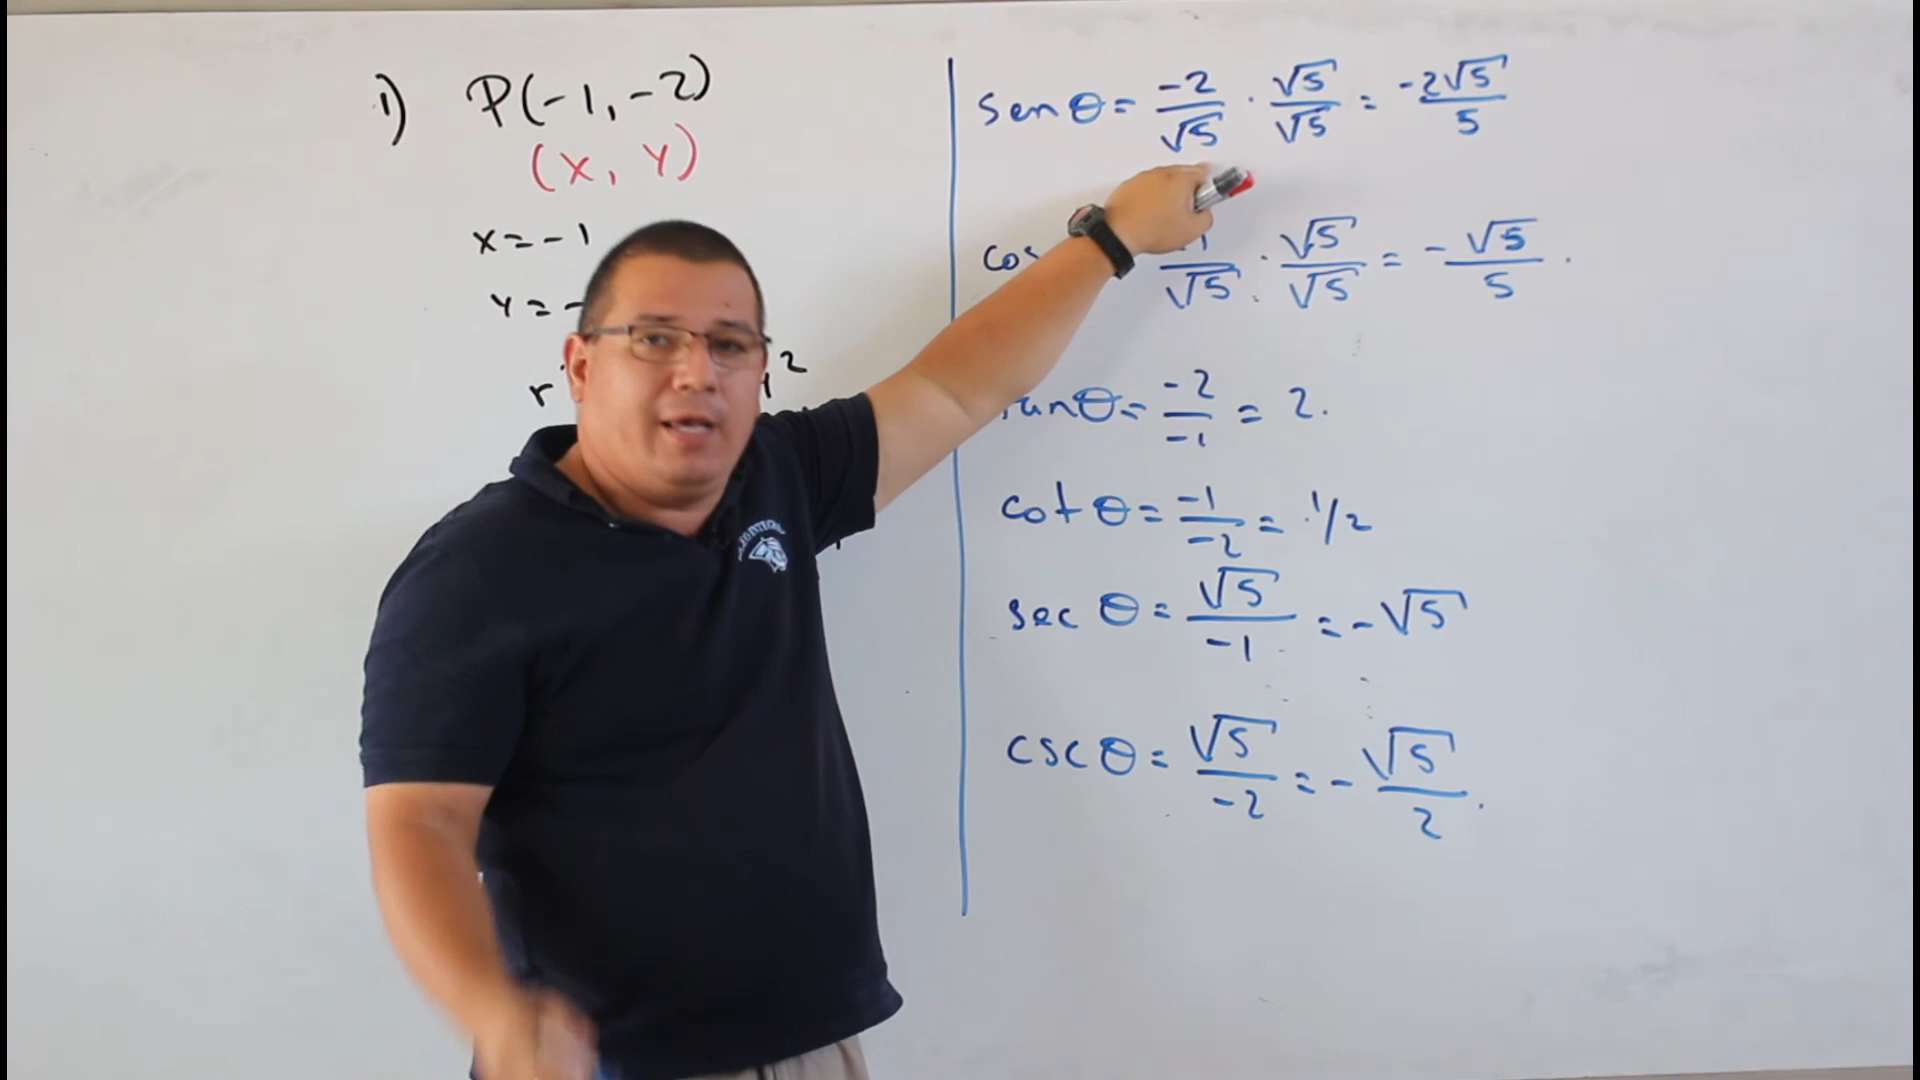 1) P(-1, -2)
(x, y)
x = -1
y = -
r
2
sen θ = -2/√5 · √5/√5 = -2√5/5
cos -1/√5 · √5/√5 = -√5/5.
tan θ = -2/-1 = 2.
cot θ = -1/-2 = 1/2
sec θ = √5/-1 = -√5
csc θ = √5/-2 = -√5/2.